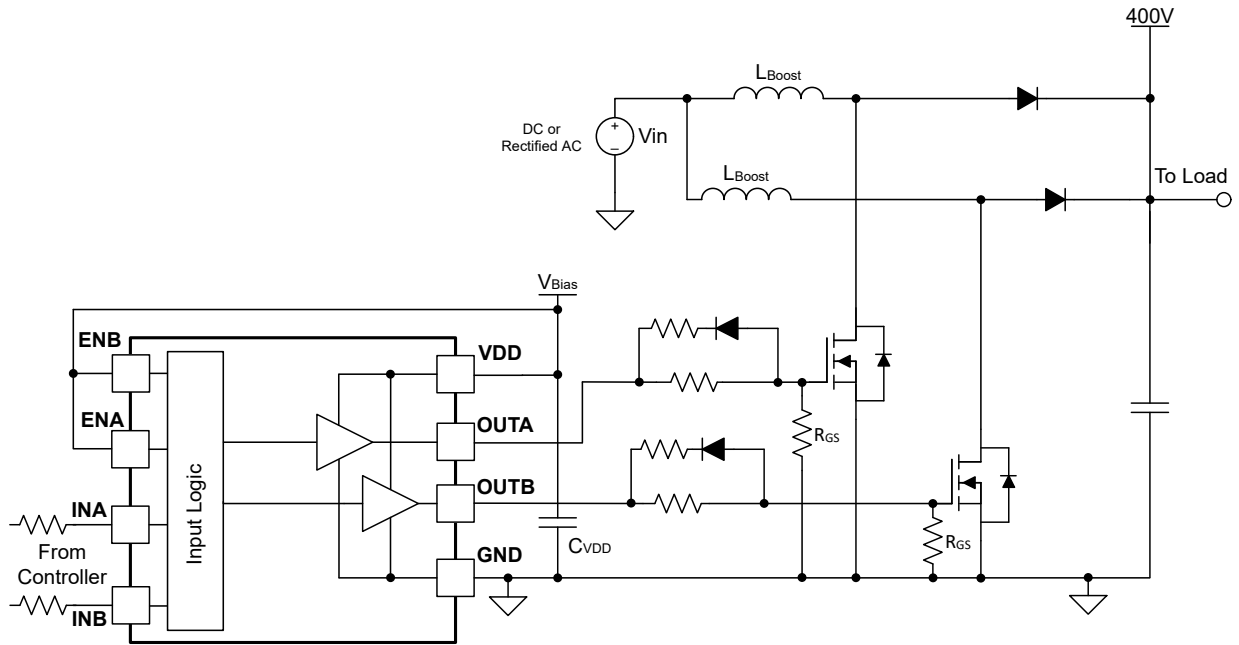 400V
LBoost
DC or
Rectified AC
+
Vin
–
LBoost
To Load
VBias
ENB
VDD
ENA
OUTA
RGS
Input Logic
OUTB
INA
From
Controller
CVDD
GND
RGS
INB